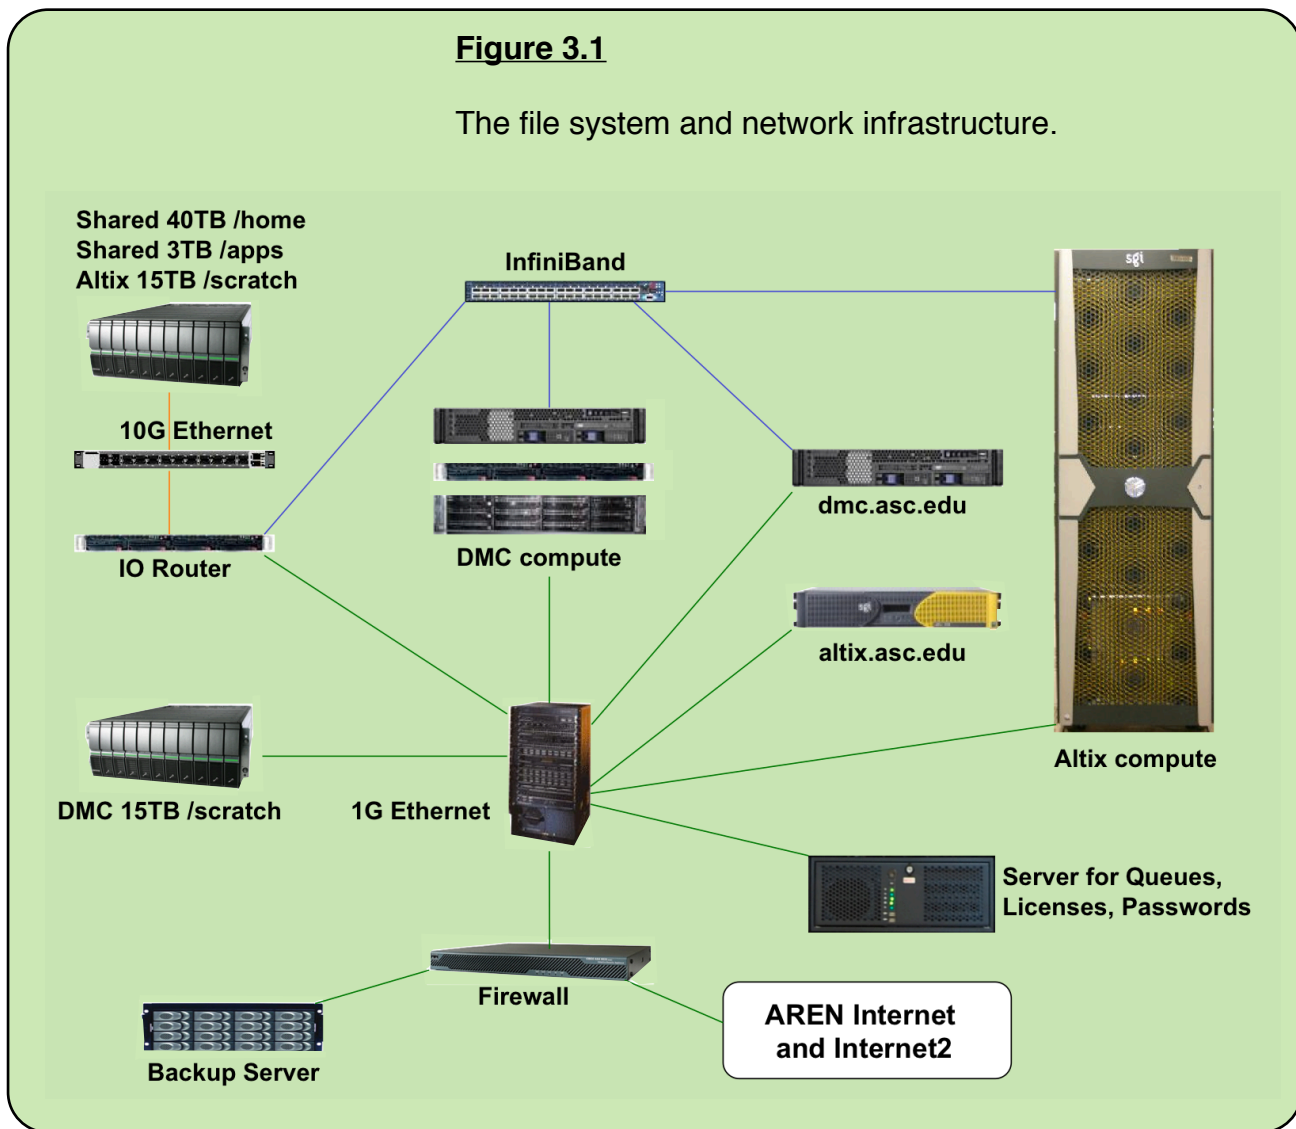 Figure 3.1
The file system and network infrastructure.
Shared 40TB /home
Shared 3TB /apps
Altix 15TB /scratch
InfiniBand
sgi
10G Ethernet
IO Router
DMC compute
dmc.asc.edu
sgi
altix.asc.edu
Altix compute
DMC 15TB /scratch
1G Ethernet
Server for Queues,
Licenses, Passwords
Firewall
AREN Internet
and Internet2
Backup Server